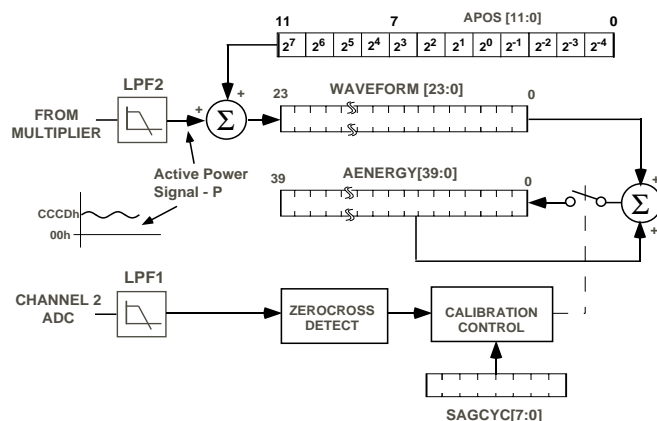 11 7 APOS [11:0] 0
2^7 2^6 2^5 2^4 2^3 2^2 2^1 2^0 2^-1 2^-2 2^-3 2^-4
LPF2
FROM
MULTIPLIER
+ +
Σ
23 WAVEFORM [23:0] 0
Active Power
Signal - P
CCCDh
00h
39 AENERGY[39:0] 0
+
Σ
+
LPF1
CHANNEL 2
ADC
ZEROCROSS
DETECT
CALIBRATION
CONTROL
SAGCYC[7:0]